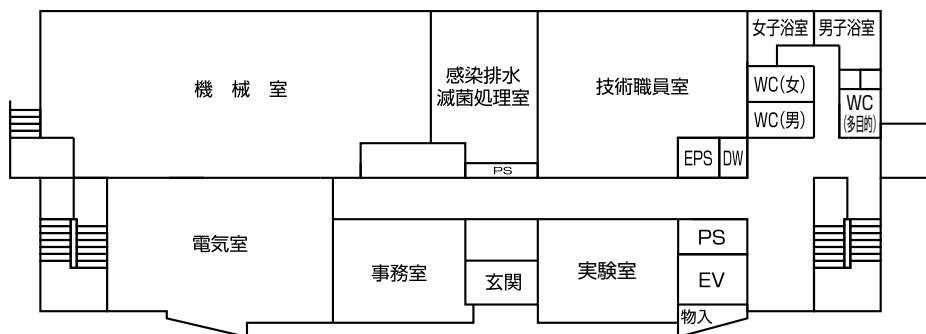 女子浴室
男子浴室
機械室
感染排水
滅菌処理室
技術職員室
WC(女)
WC(男)
WC
(多目的)
EPS
DW
PS
電気室
事務室
玄関
実験室
PS
EV
物入